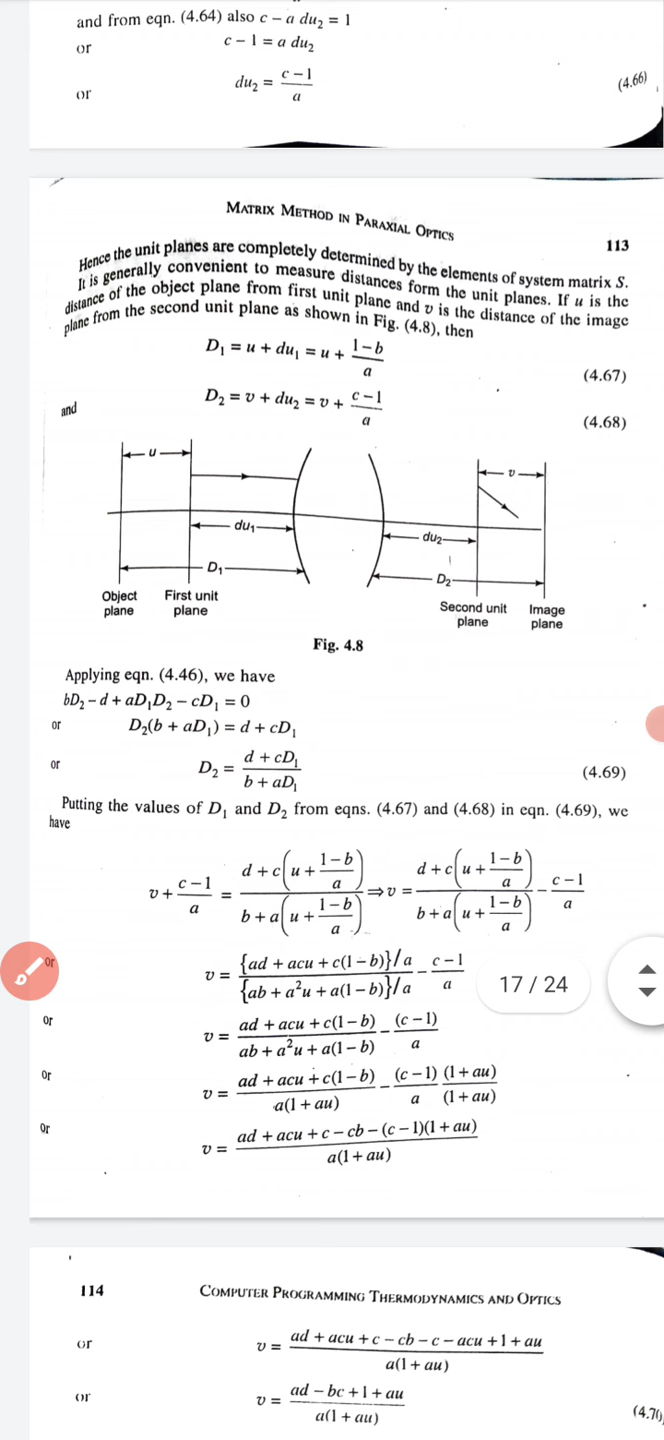 and from eqn. (4.64) also c – a du₂ = 1
or c – 1 = a du₂
or du₂ = (c – 1)/a (4.66)
MATRIX METHOD IN PARAXIAL OPTICS 113
Hence the unit planes are completely determined by the elements of system matrix S.
It is generally convenient to measure distances form the unit planes. If u is the
distance of the object plane from first unit plane and v is the distance of the image
plane from the second unit plane as shown in Fig. (4.8), then
D₁ = u + du₁ = u + (1 – b)/a (4.67)
and D₂ = v + du₂ = v + (c – 1)/a (4.68)
u
v
du₁
du₂
D₁
D₂
Object plane
First unit plane
Second unit plane
Image plane
Fig. 4.8
Applying eqn. (4.46), we have
bD₂ – d + aD₁D₂ – cD₁ = 0
or D₂(b + aD₁) = d + cD₁
or D₂ = (d + cD₁)/(b + aD₁) (4.69)
Putting the values of D₁ and D₂ from eqns. (4.67) and (4.68) in eqn. (4.69), we
have
v + (c – 1)/a = [d + c(u + (1 – b)/a)]/[b + a(u + (1 – b)/a)] ⇒ v = [d + c(u + (1 – b)/a)]/[b + a(u + (1 – b)/a)] – (c – 1)/a
or v = {ad + acu + c(1 – b)}/a / {ab + a²u + a(1 – b)}/a – (c – 1)/a
17 / 24
or v = [ad + acu + c(1 – b)]/[ab + a²u + a(1 – b)] – (c – 1)/a
or v = [ad + acu + c(1 – b)]/[a(1 + au)] – (c – 1)/a (1 + au)/(1 + au)
or v = [ad + acu + c – cb – (c – 1)(1 + au)]/[a(1 + au)]
114 COMPUTER PROGRAMMING THERMODYNAMICS AND OPTICS
or v = [ad + acu + c – cb – c – acu + 1 + au]/[a(1 + au)]
or v = [ad – bc + 1 + au]/[a(1 + au)] (4.70)